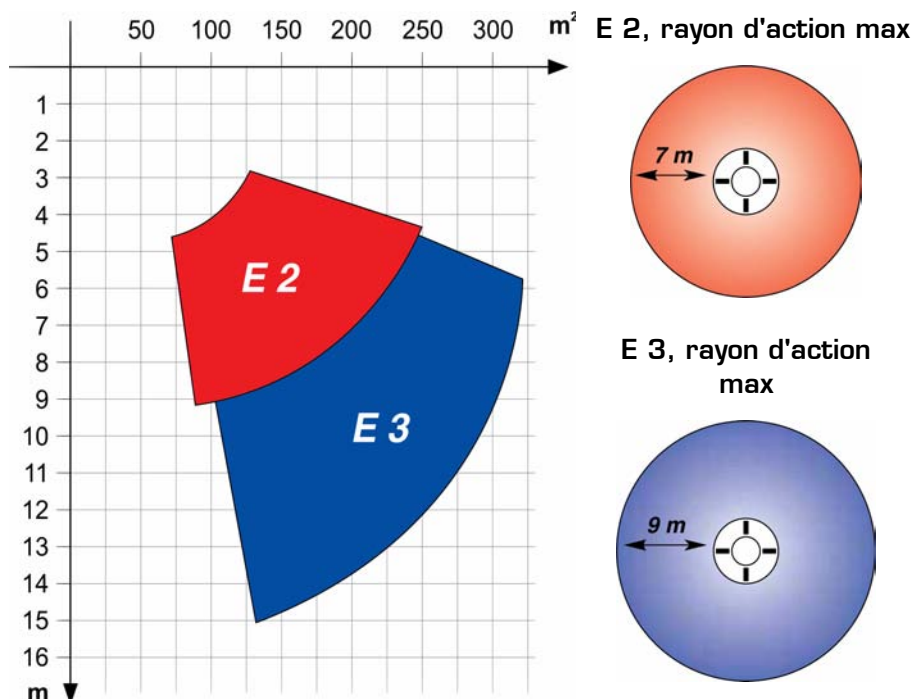 50 100 150 200 250 300 m²
1
2
3
4
5
6
7
8
9
10
11
12
13
14
15
16
m
E 2
E 3
E 2, rayon d'action max
7 m
E 3, rayon d'action
max
9 m